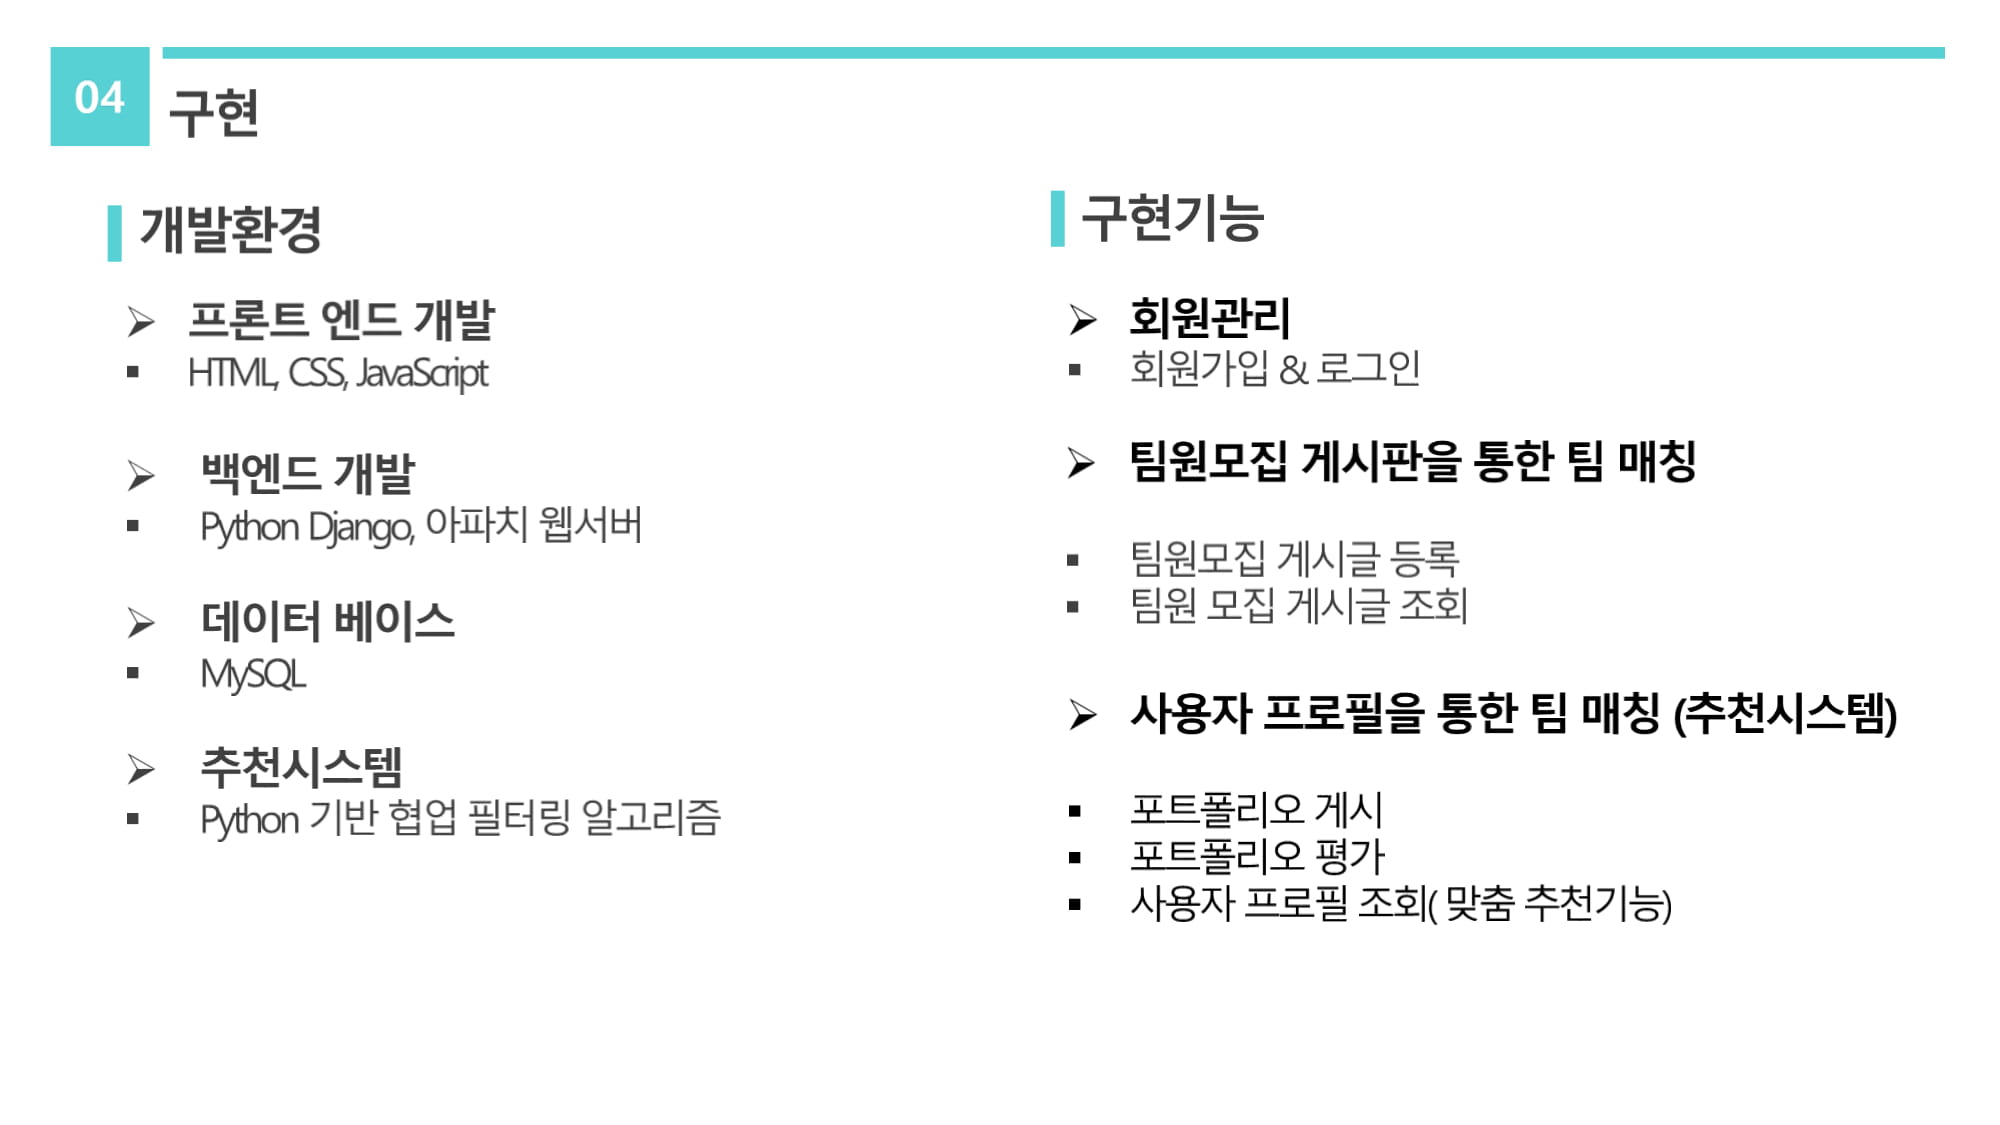 04
구현
개발환경
프론트 엔드 개발
HTML, CSS, JavaScript
백엔드 개발
Python Django, 아파치 웹서버
데이터 베이스
MySQL
추천시스템
Python 기반 협업 필터링 알고리즘
구현기능
회원관리
회원가입 & 로그인
팀원모집 게시판을 통한 팀 매칭
팀원모집 게시글 등록
팀원 모집 게시글 조회
사용자 프로필을 통한 팀 매칭 (추천시스템)
포트폴리오 게시
포트폴리오 평가
사용자 프로필 조회( 맞춤 추천기능)